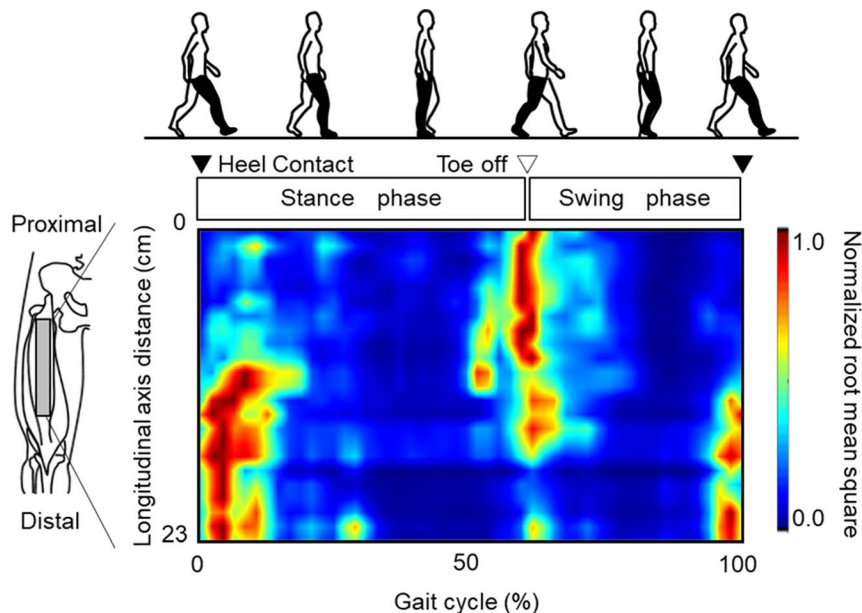 Heel Contact
Toe off
Stance phase
Swing phase
Proximal
Distal
0
23
Longitudinal axis distance (cm)
0
50
100
Gait cycle (%)
1.0
0.0
Normalized root mean square